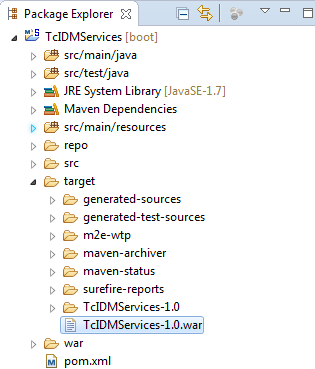 Package Explorer
TcIDMServices [boot]
src/main/java
src/test/java
JRE System Library [JavaSE-1.7]
Maven Dependencies
src/main/resources
repo
src
target
generated-sources
generated-test-sources
m2e-wtp
maven-archiver
maven-status
surefire-reports
TcIDMServices-1.0
TcIDMServices-1.0.war
war
pom.xml